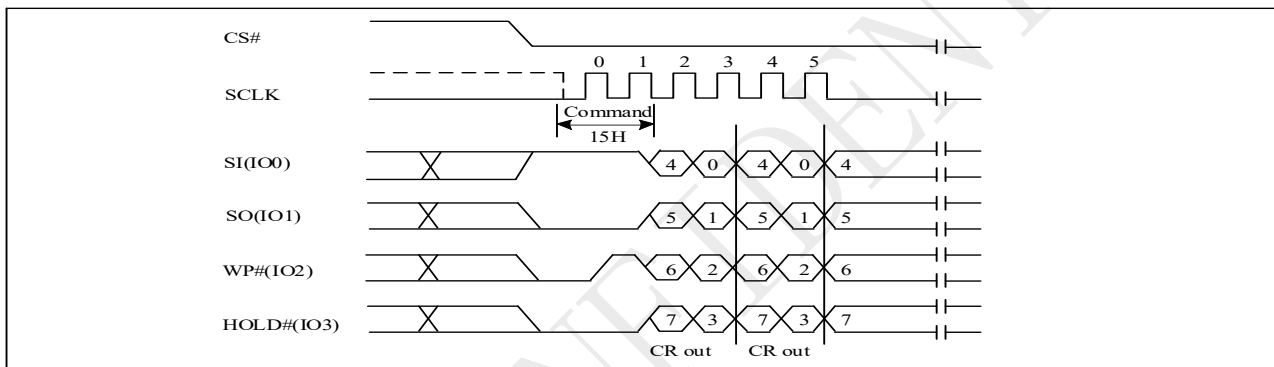 CS#
0 1 2 3 4 5
SCLK
Command
15H
SI(IO0) 4 0 4 0 4
SO(IO1) 5 1 5 1 5
WP#(IO2) 6 2 6 2 6
HOLD#(IO3) 7 3 7 3 7
CR out CR out